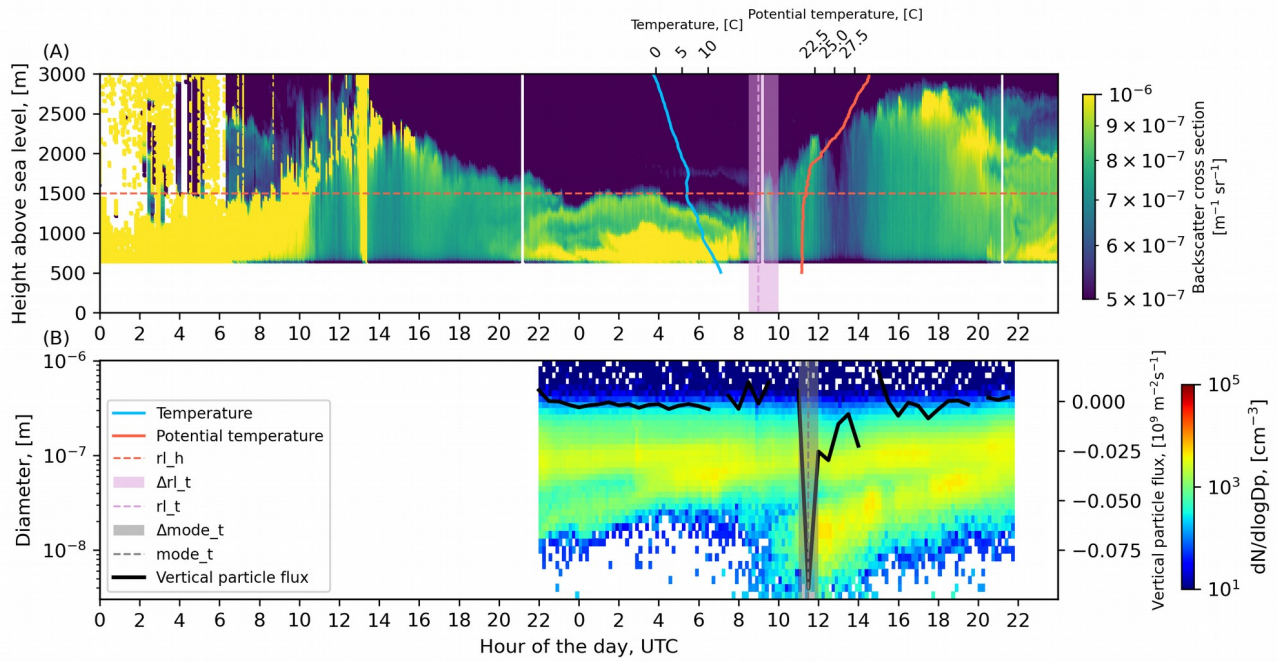 Potential temperature, [C]
Temperature, [C]
0 5 10 22.5 25.0 27.5
(A)
3000
2500
2000
1500
1000
500
0
Height above sea level, [m]
0 2 4 6 8 10 12 14 16 18 20 22 0 2 4 6 8 10 12 14 16 18 20 22
10⁻⁶
9 × 10⁻⁷
8 × 10⁻⁷
7 × 10⁻⁷
6 × 10⁻⁷
5 × 10⁻⁷
Backscatter cross section
[m⁻¹ sr⁻¹]
(B)
10⁻⁶
10⁻⁷
10⁻⁸
Diameter, [m]
Temperature
Potential temperature
rl_h
Δrl_t
rl_t
Δmode_t
mode_t
Vertical particle flux
0.000
−0.025
−0.050
−0.075
Vertical particle flux, [10⁹ m⁻²s⁻¹]
10⁵
10³
10¹
dN/dlogDp, [cm⁻³]
0 2 4 6 8 10 12 14 16 18 20 22 0 2 4 6 8 10 12 14 16 18 20 22
Hour of the day, UTC